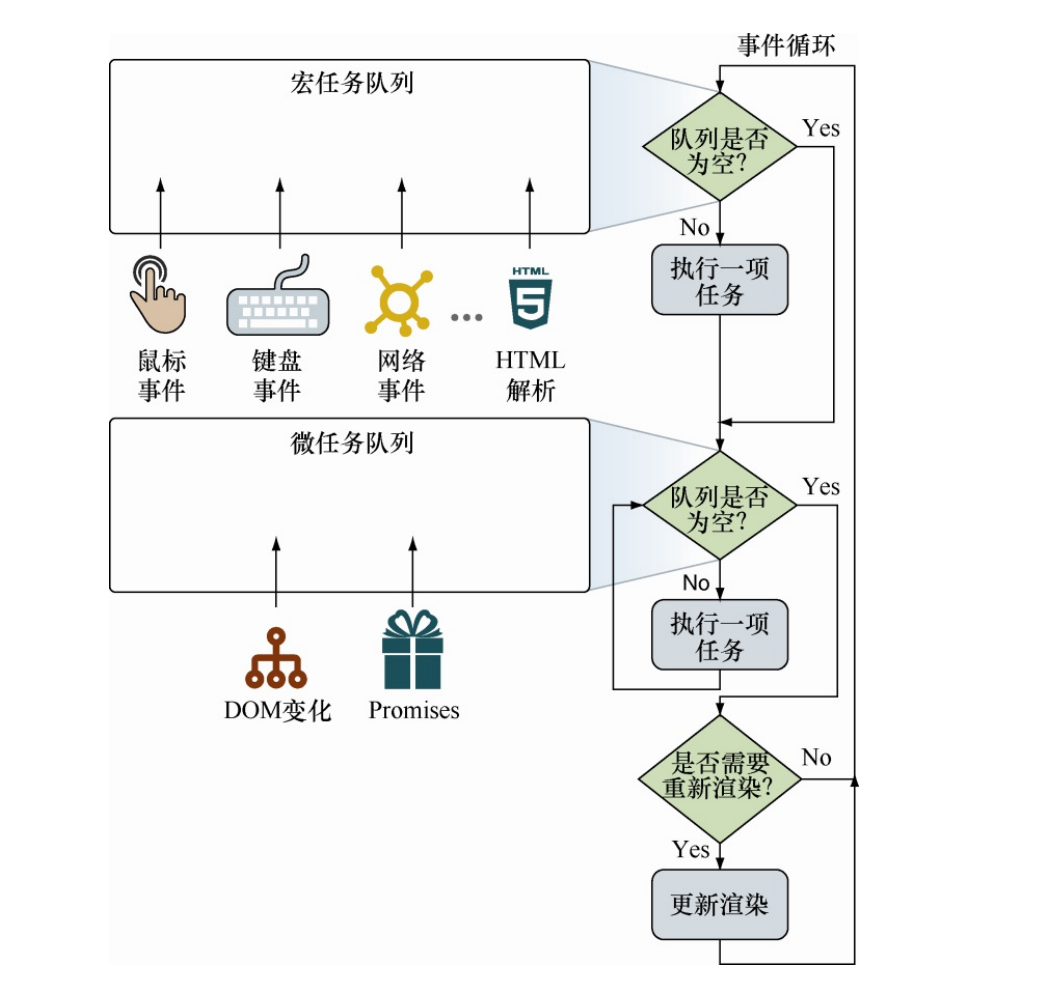 事件循环
宏任务队列
队列是否
为空?
Yes
No
执行一项
任务
HTML
5
鼠标
事件
键盘
事件
网络
事件
HTML
解析
微任务队列
队列是否
为空?
Yes
No
执行一项
任务
DOM变化
Promises
是否需要
重新渲染?
No
Yes
更新渲染